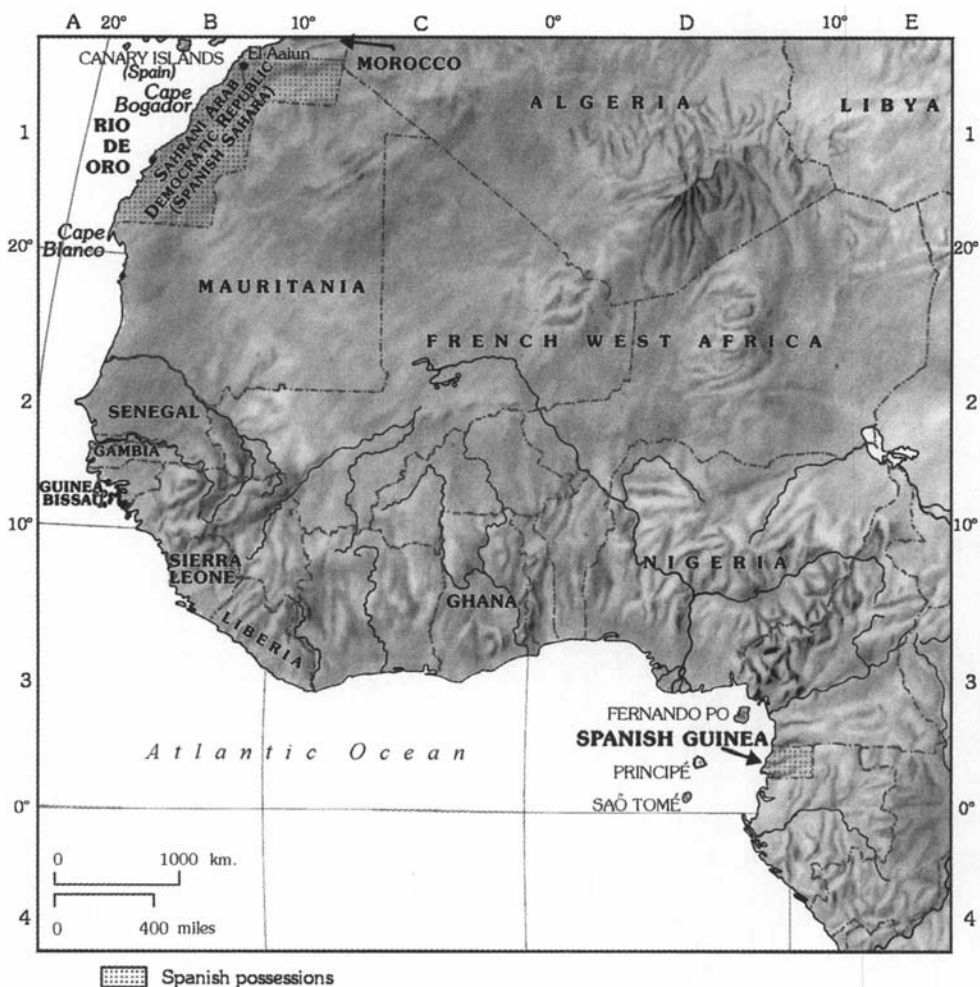 A 20° B 10° C 0° D 10° E
CANARY ISLANDS
(Spain)
El Aaiun
MOROCCO
Cape
Bogador
ALGERIA
LIBYA
1
RIO
DE
ORO
1
SAHRANI ARAB
DEMOCRATIC REPUBLIC
(SPANISH SAHARA)
Cape
Blanco
20°
20°
MAURITANIA
FRENCH WEST AFRICA
2
SENEGAL
2
GAMBIA
GUINEA
BISSAU
10°
10°
SIERRA
LEONE
NIGERIA
GHANA
LIBERIA
3
3
FERNANDO PO
SPANISH GUINEA
Atlantic Ocean
PRINCIPÉ
SAÕ TOMÉ
0°
0°
0 1000 km.
0 400 miles
4
4
Spanish possessions